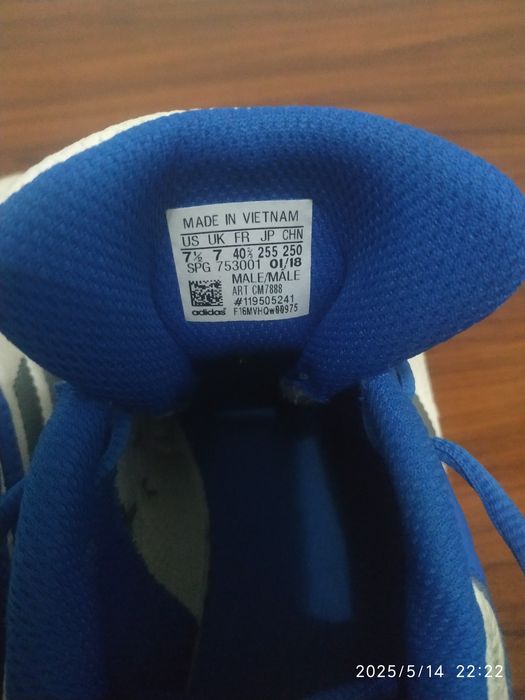 MADE IN VIETNAM
US UK FR JP CHN
7½ 7 40⅔ 255 250
SPG 753001 01/18
MALE/MÂLE
ART CM7888
#119505241
adidas® F16MVHQw00975
2025/5/14 22:22